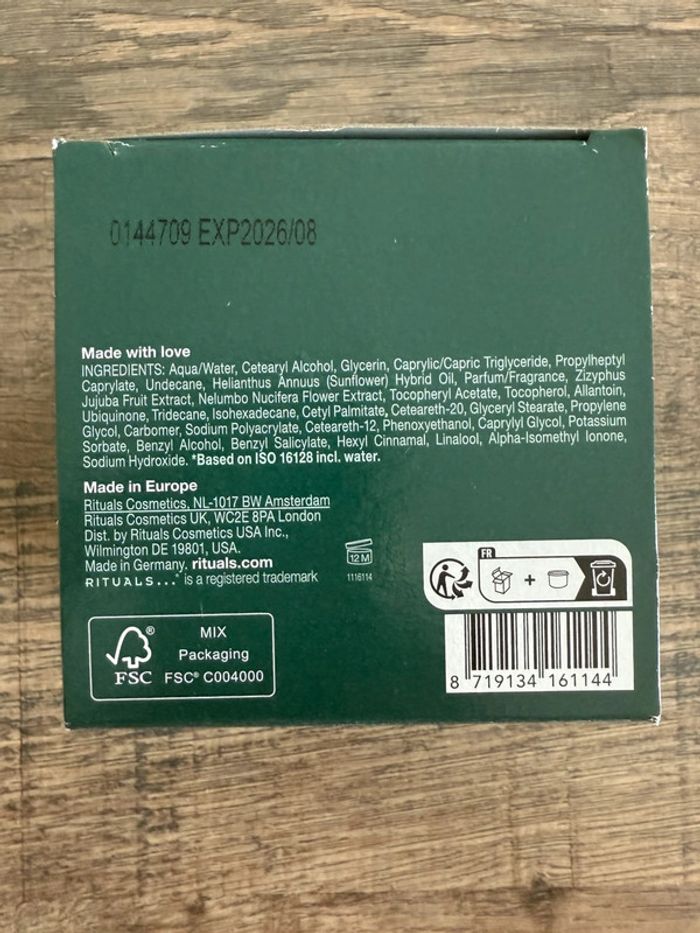 0144709 EXP2026/08
Made with love
INGREDIENTS: Aqua/Water, Cetearyl Alcohol, Glycerin, Caprylic/Capric Triglyceride, Propylheptyl
Caprylate, Undecane, Helianthus Annuus (Sunflower) Hybrid Oil, Parfum/Fragrance, Zizyphus
Jujuba Fruit Extract, Nelumbo Nucifera Flower Extract, Tocopheryl Acetate, Tocopherol, Allantoin,
Ubiquinone, Tridecane, Isohexadecane, Cetyl Palmitate, Ceteareth-20, Glyceryl Stearate, Propylene
Glycol, Carbomer, Sodium Polyacrylate, Ceteareth-12, Phenoxyethanol, Caprylyl Glycol, Potassium
Sorbate, Benzyl Alcohol, Benzyl Salicylate, Hexyl Cinnamal, Linalool, Alpha-Isomethyl Ionone,
Sodium Hydroxide. *Based on ISO 16128 incl. water.
Made in Europe
Rituals Cosmetics, NL-1017 BW Amsterdam
Rituals Cosmetics UK, WC2E 8PA London
Dist. by Rituals Cosmetics USA Inc.,
Wilmington DE 19801, USA.
Made in Germany. rituals.com
RITUALS...® is a registered trademark
12 M
1116114
FR
+
MIX
Packaging
FSC® C004000
FSC
®
8 719134 161144